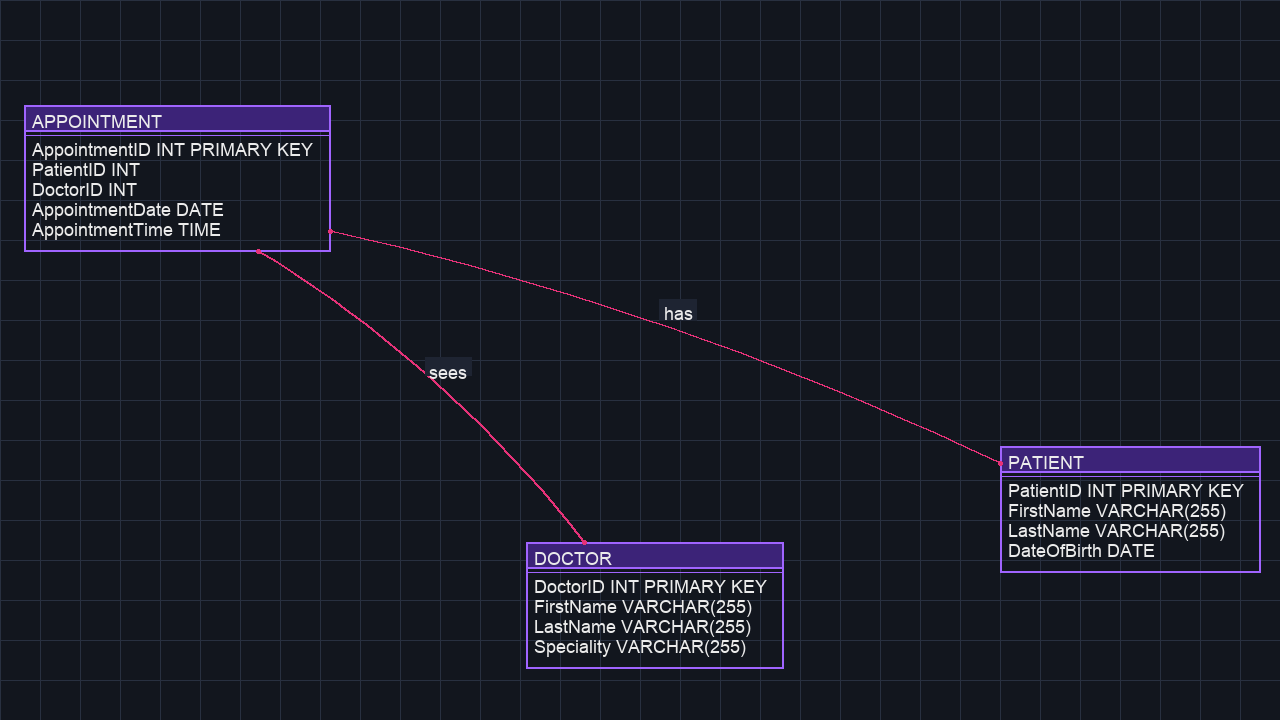 APPOINTMENT
AppointmentID INT PRIMARY KEY
PatientID INT
DoctorID INT
AppointmentDate DATE
AppointmentTime TIME
has
sees
PATIENT
PatientID INT PRIMARY KEY
FirstName VARCHAR(255)
LastName VARCHAR(255)
DateOfBirth DATE
DOCTOR
DoctorID INT PRIMARY KEY
FirstName VARCHAR(255)
LastName VARCHAR(255)
Speciality VARCHAR(255)